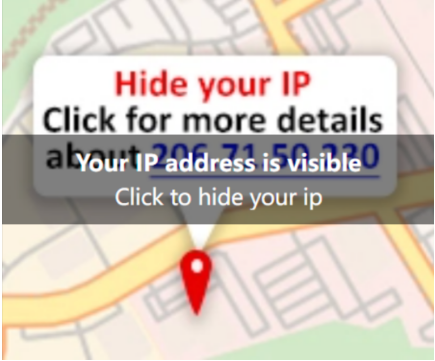 Hide your IP
Click for more details
about 206.71.50.230
Your IP address is visible
Click to hide your ip